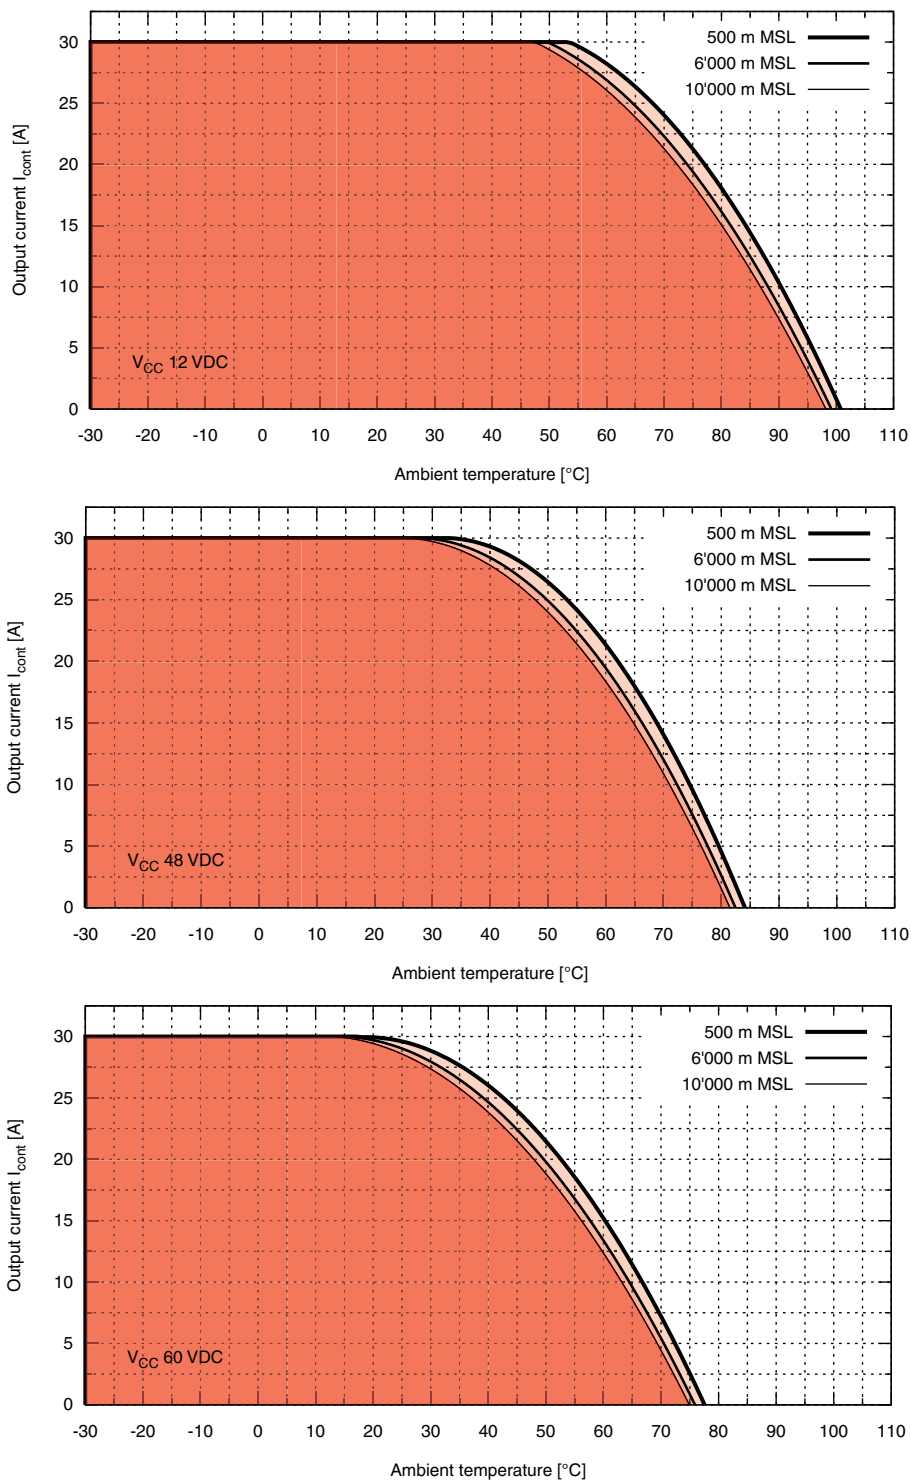 30
25
20
15
10
5
0
Output current Icont [A]
500 m MSL
6'000 m MSL
10'000 m MSL
VCC 12 VDC
-30 -20 -10 0 10 20 30 40 50 60 70 80 90 100 110
Ambient temperature [°C]
30
25
20
15
10
5
0
Output current Icont [A]
500 m MSL
6'000 m MSL
10'000 m MSL
VCC 48 VDC
-30 -20 -10 0 10 20 30 40 50 60 70 80 90 100 110
Ambient temperature [°C]
30
25
20
15
10
5
0
Output current Icont [A]
500 m MSL
6'000 m MSL
10'000 m MSL
VCC 60 VDC
-30 -20 -10 0 10 20 30 40 50 60 70 80 90 100 110
Ambient temperature [°C]